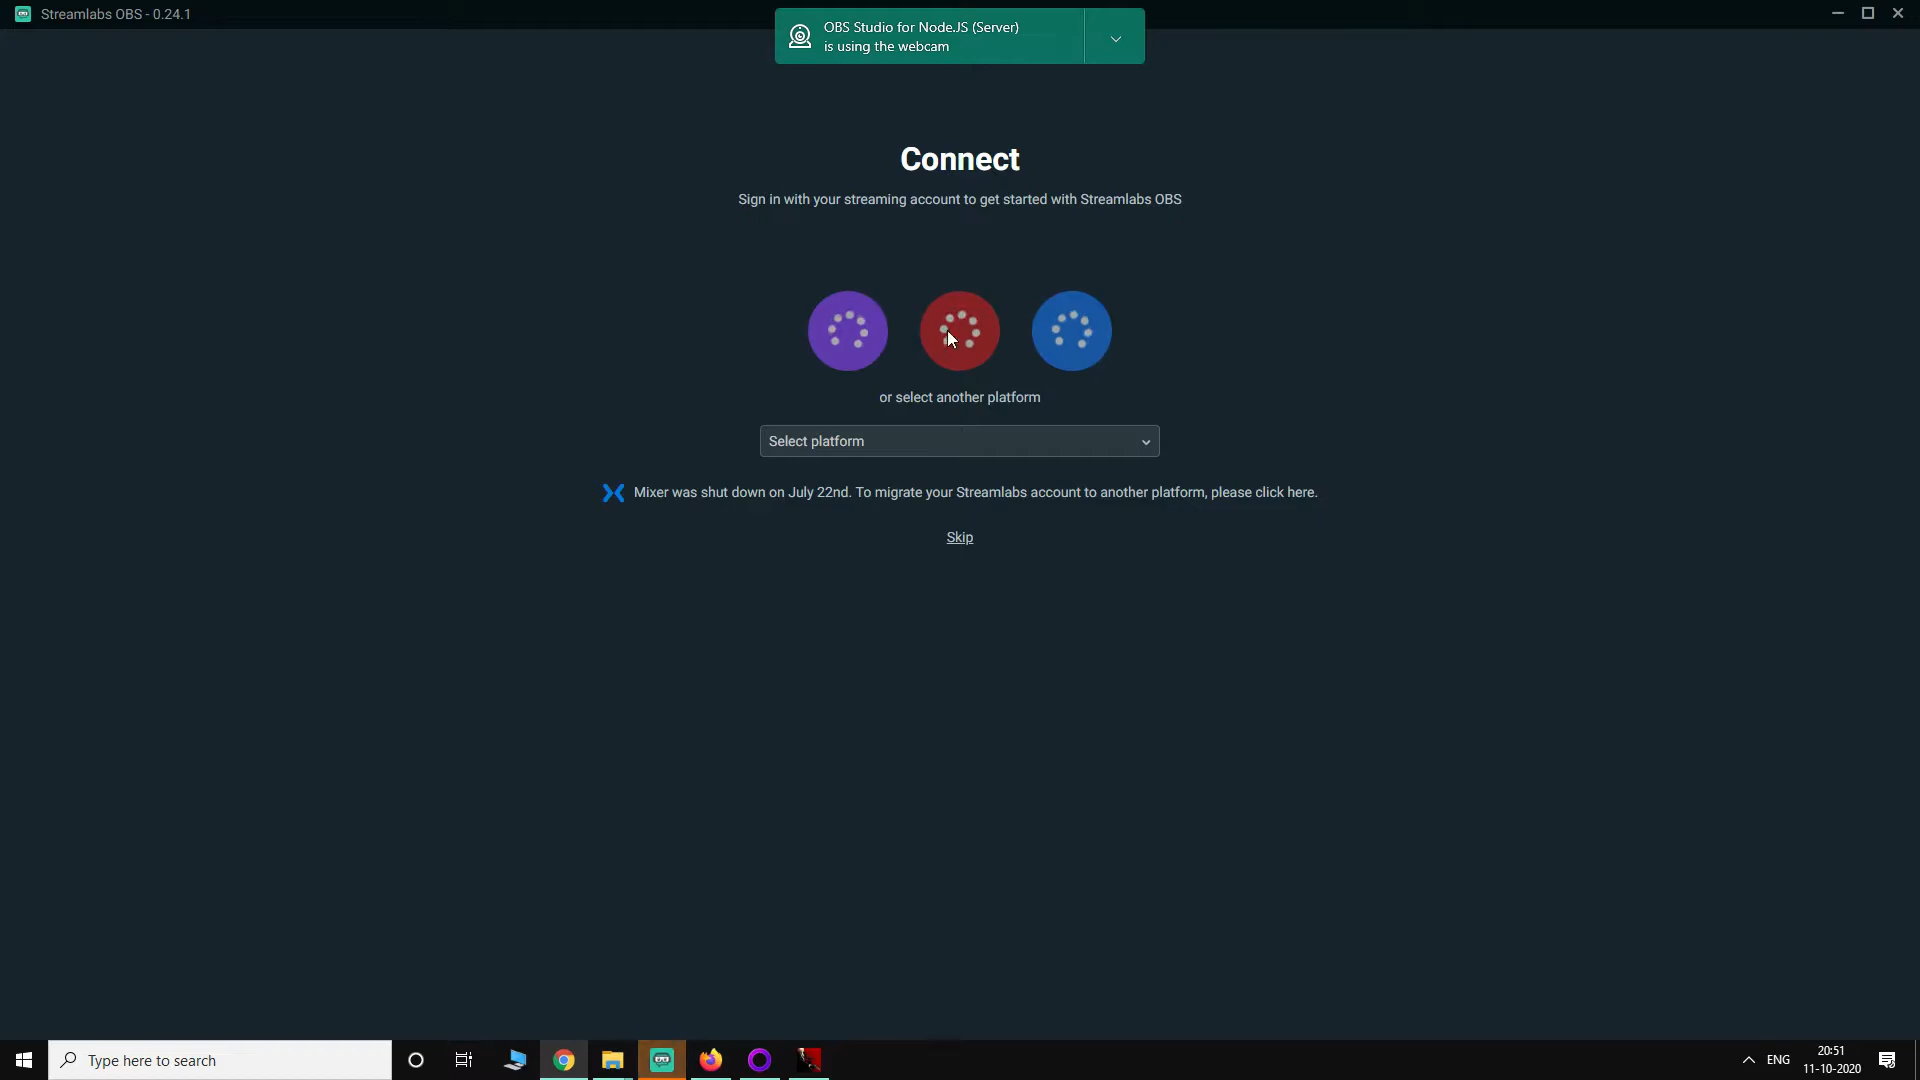 Streamlabs OBS - 0.24.1
OBS Studio for Node.JS (Server)
is using the webcam
Connect
Sign in with your streaming account to get started with Streamlabs OBS
or select another platform
Select platform
Mixer was shut down on July 22nd. To migrate your Streamlabs account to another platform, please click here.
Skip
Type here to search
ENG
20:51
11-10-2020